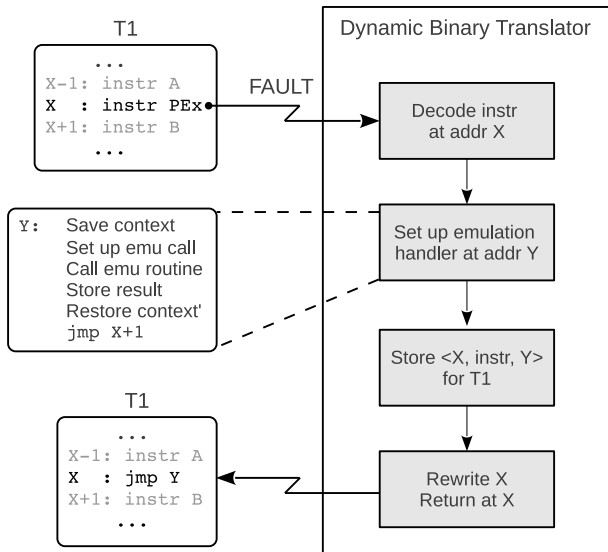 T1
...
X-1: instr A
X : instr PEx
X+1: instr B
...
FAULT
Dynamic Binary Translator
Decode instr
at addr X
Y: Save context
Set up emu call
Call emu routine
Store result
Restore context'
jmp X+1
Set up emulation
handler at addr Y
Store <X, instr, Y>
for T1
T1
...
X-1: instr A
X : jmp Y
X+1: instr B
...
Rewrite X
Return at X